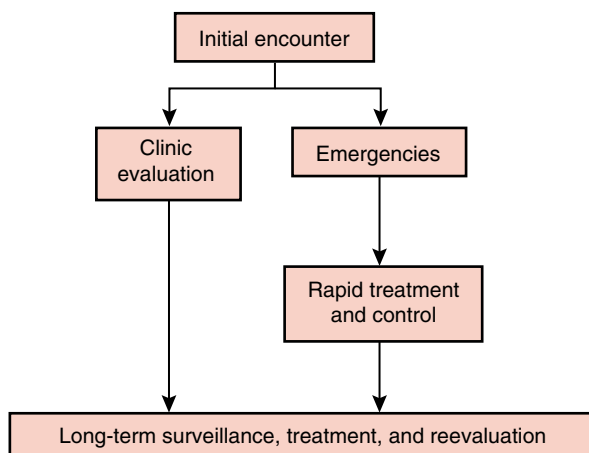 Initial encounter
Clinic
evaluation
Emergencies
Rapid treatment
and control
Long-term surveillance, treatment, and reevaluation